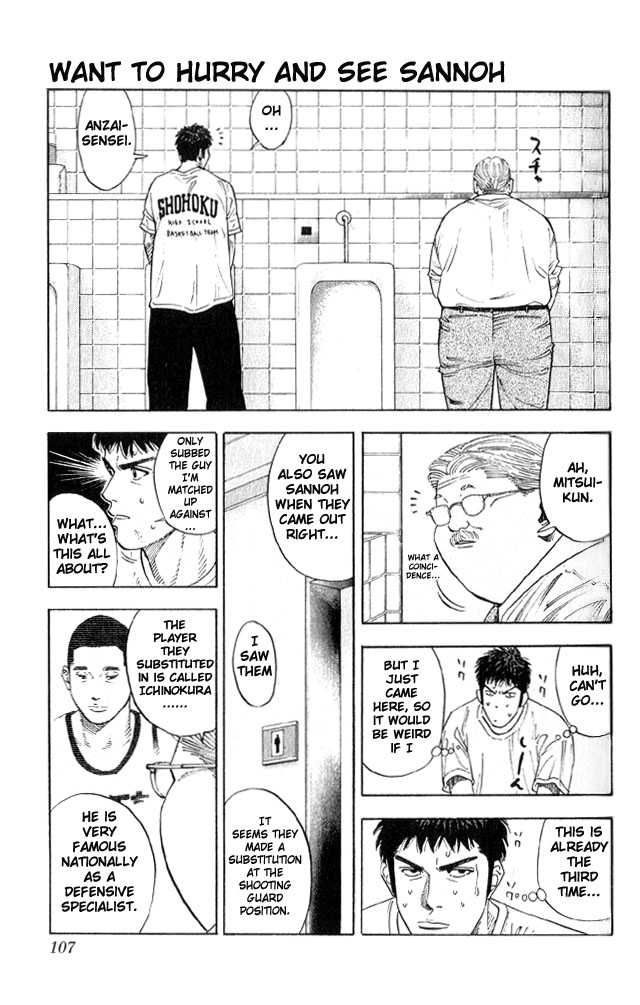 WANT TO HURRY AND SEE SANNOH
OH
...
ANZAI-
SENSEI.
SHOHOKU
HIGH SCHOOL
BASKETBALL TEAM
スチャ
AH,
MITSUI-
KUN.
WHAT A
COINCI-
DENCE...
HUH,
CAN'T
GO...
BUT I
JUST
CAME
HERE, SO
IT WOULD
BE WEIRD
IF I
THIS IS
ALREADY
THE
THIRD
TIME...
YOU
ALSO SAW
SANNOH
WHEN THEY
CAME OUT
RIGHT...
I
SAW
THEM
IT
SEEMS THEY
MADE A
SUBSTITUTION
AT THE
SHOOTING
GUARD
POSITION.
ONLY
SUBBED
THE GUY
I'M
MATCHED
UP
AGAINST
...
WHAT...
WHAT'S
THIS ALL
ABOUT?
THE
PLAYER
THEY
SUBSTITUTED
IN IS CALLED
ICHINOKURA
......
HE IS
VERY
FAMOUS
NATIONALLY
AS A
DEFENSIVE
SPECIALIST.
107